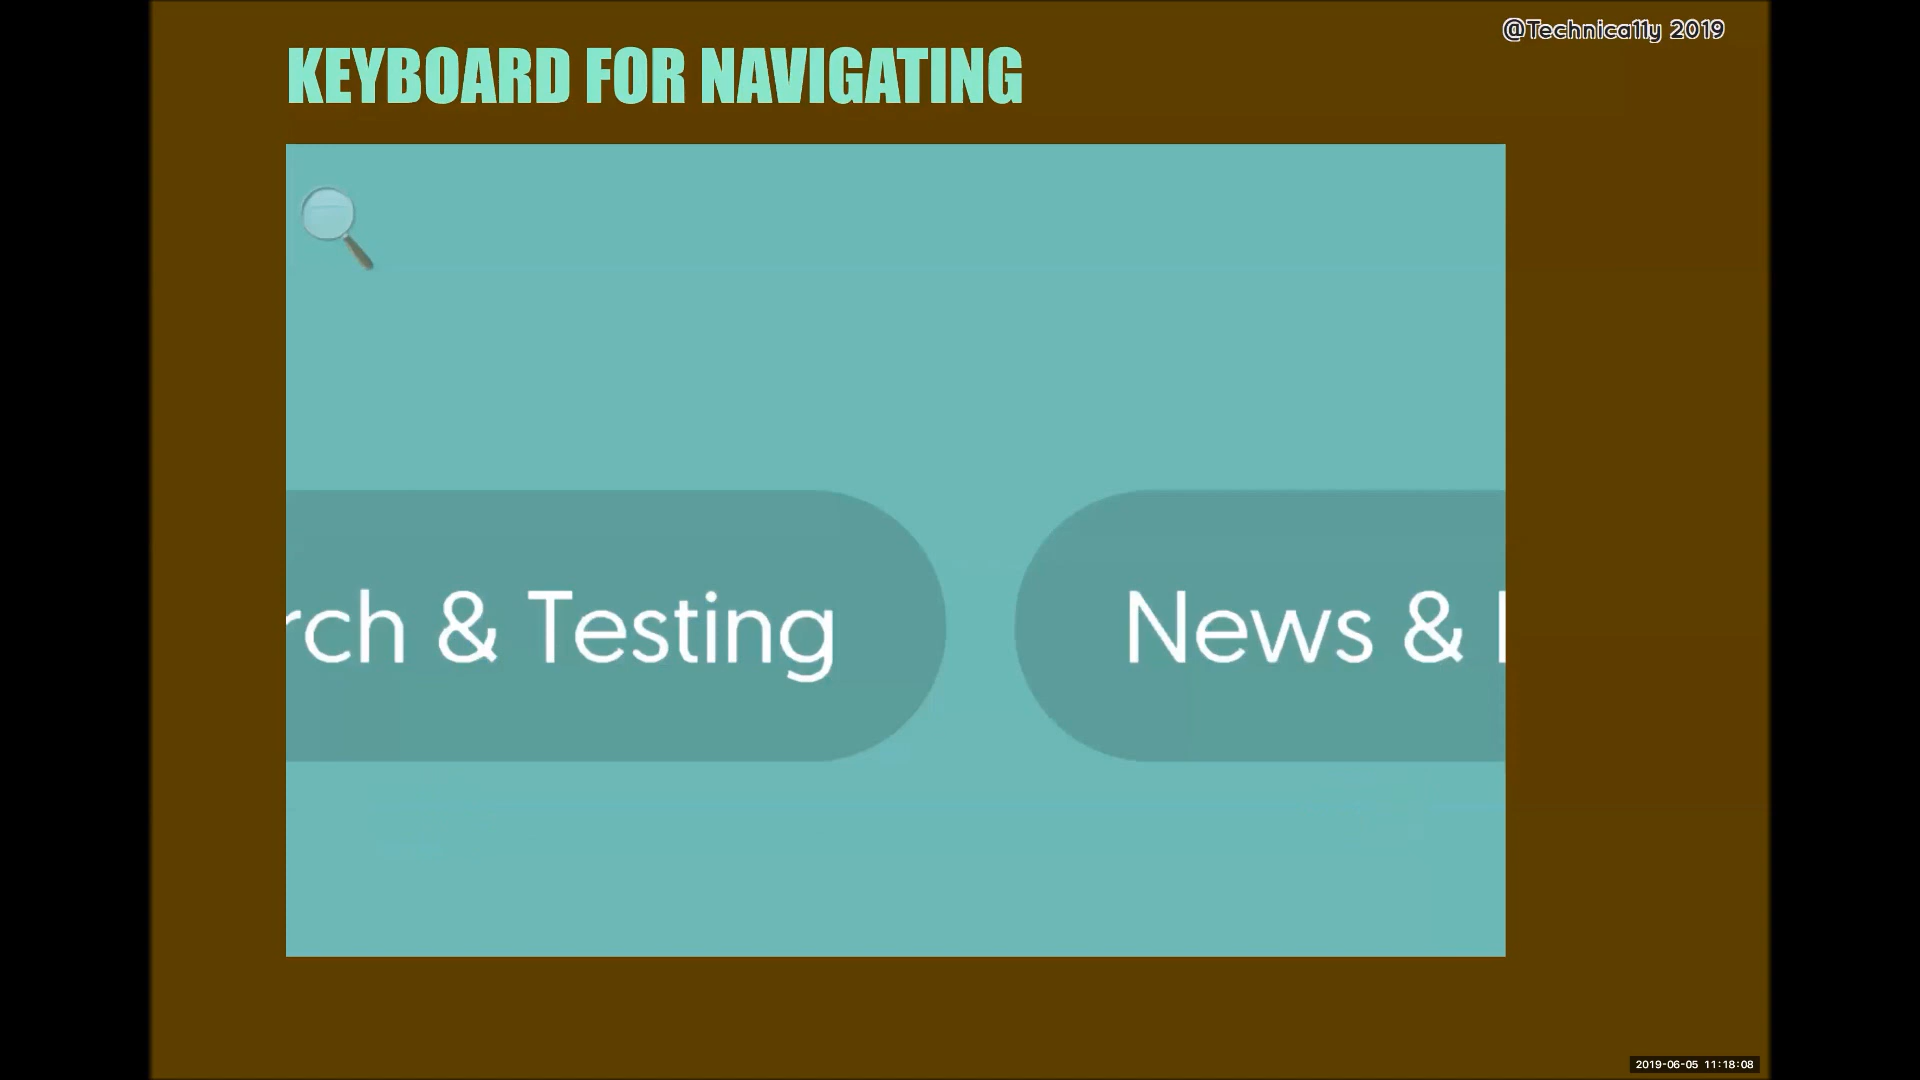 @Technica11y 2019
KEYBOARD FOR NAVIGATING
rch & Testing
News &
2019-06-05 11:18:08